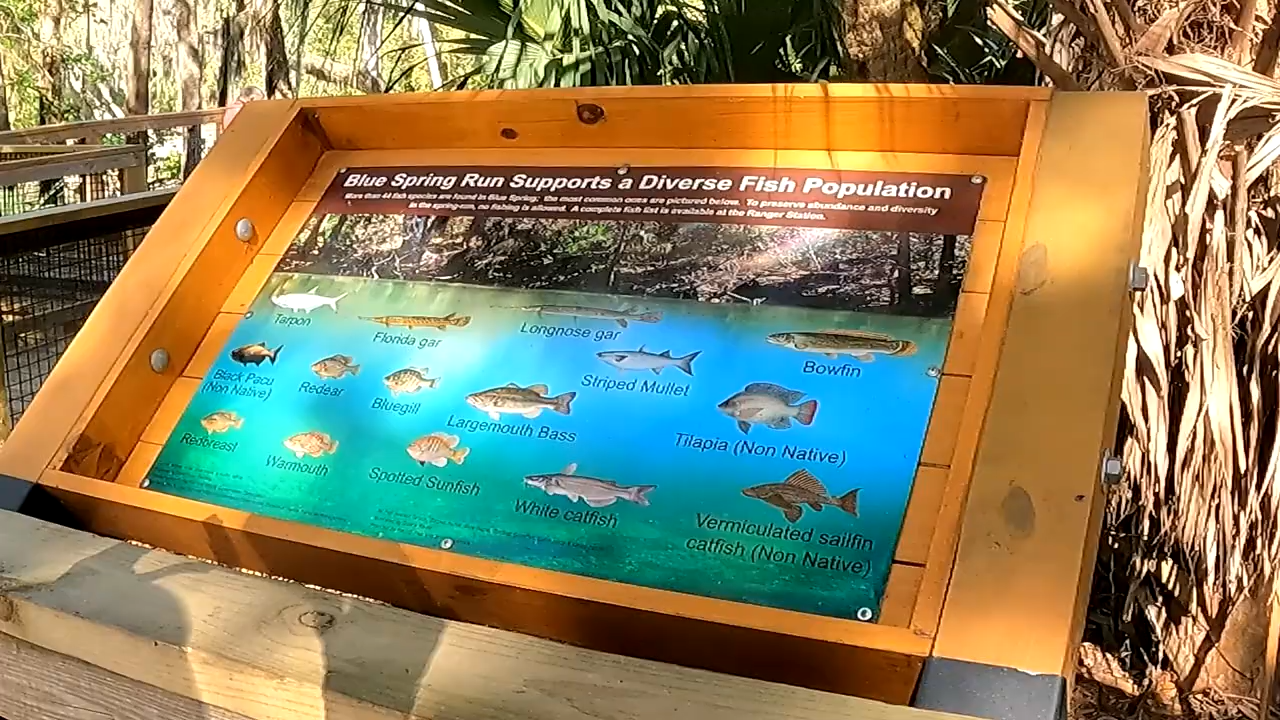 Blue Spring Run Supports a Diverse Fish Population
More than 44 fish species are found in Blue Spring; the most common ones are pictured below. To preserve abundance and diversity
in the spring-run, no fishing is allowed. A complete fish list is available at the Ranger Station.
Tarpon
Florida gar
Longnose gar
Bowfin
Black Pacu
(Non Native)
Redear
Bluegill
Striped Mullet
Largemouth Bass
Tilapia (Non Native)
Redbreast
Warmouth
Spotted Sunfish
White catfish
Vermiculated sailfin
catfish (Non Native)